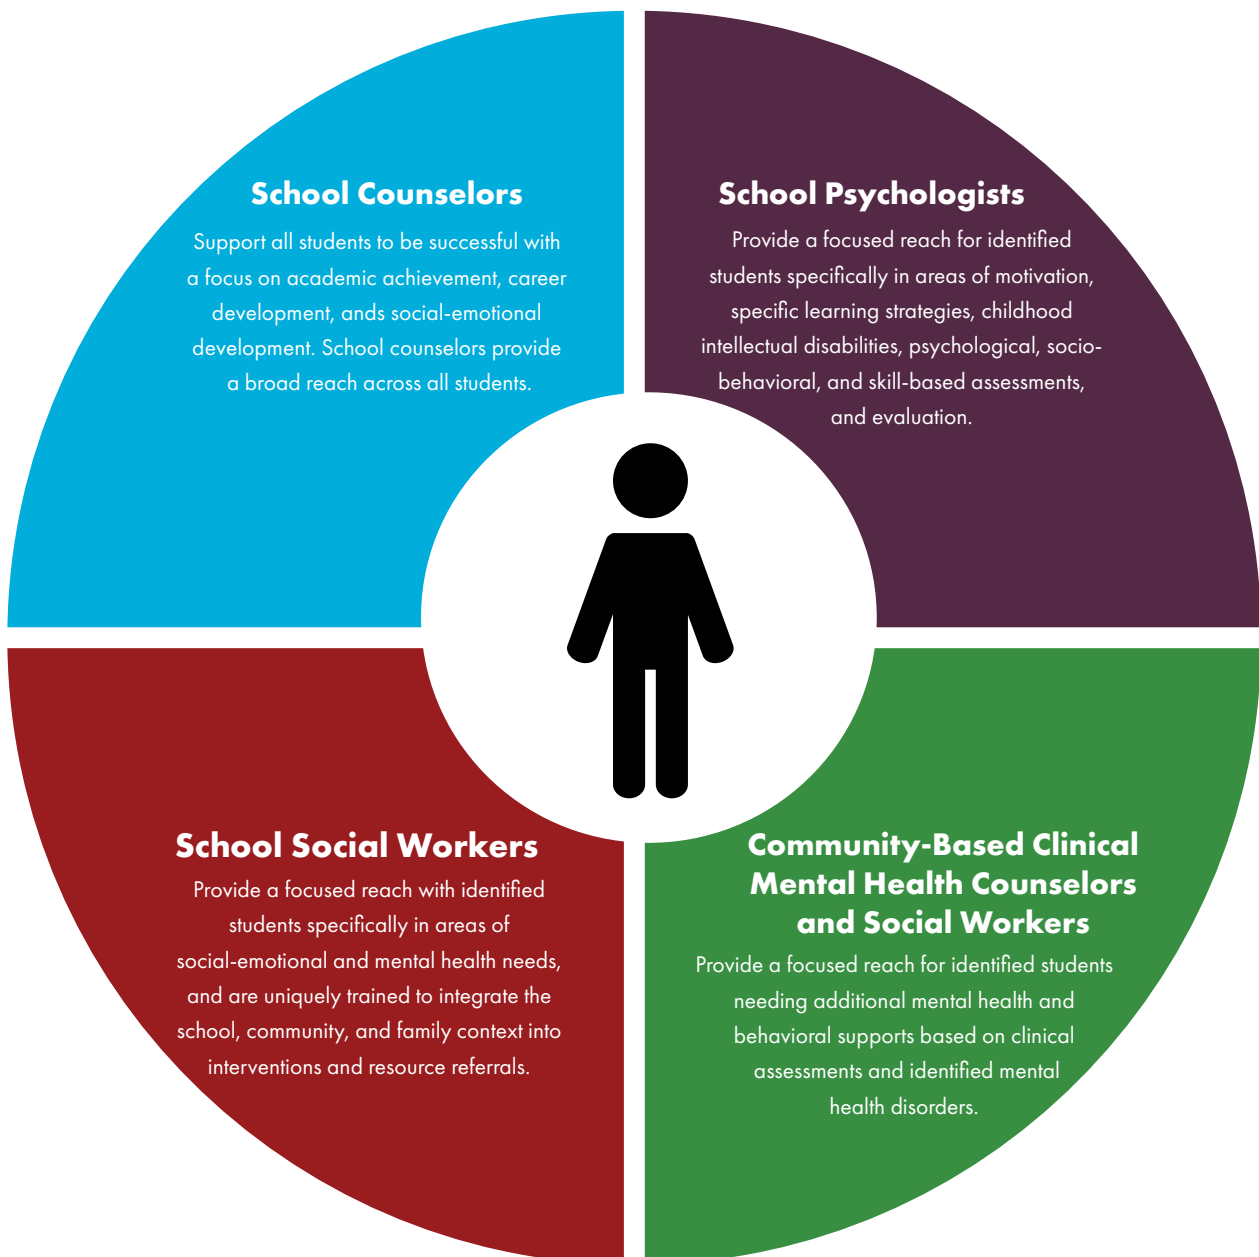 School Counselors
Support all students to be successful with
a focus on academic achievement, career
development, ands social-emotional
development. School counselors provide
a broad reach across all students.
School Psychologists
Provide a focused reach for identified
students specifically in areas of motivation,
specific learning strategies, childhood
intellectual disabilities, psychological, socio-
behavioral, and skill-based assessments,
and evaluation.
School Social Workers
Provide a focused reach with identified
students specifically in areas of
social-emotional and mental health needs,
and are uniquely trained to integrate the
school, community, and family context into
interventions and resource referrals.
Community-Based Clinical
Mental Health Counselors
and Social Workers
Provide a focused reach for identified students
needing additional mental health and
behavioral supports based on clinical
assessments and identified mental
health disorders.